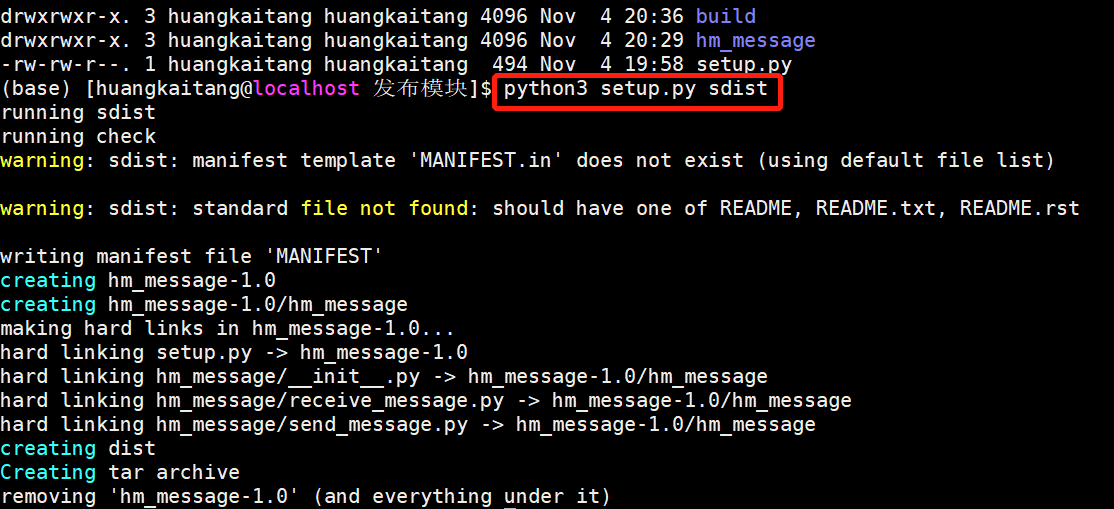 drwxrwxr-x. 3 huangkaitang huangkaitang 4096 Nov  4 20:36 build
drwxrwxr-x. 3 huangkaitang huangkaitang 4096 Nov  4 20:29 hm_message
-rw-rw-r--. 1 huangkaitang huangkaitang  494 Nov  4 19:58 setup.py
(base) [huangkaitang@localhost 发布模块]$ python3 setup.py sdist
running sdist
running check
warning: sdist: manifest template 'MANIFEST.in' does not exist (using default file list)
warning: sdist: standard file not found: should have one of README, README.txt, README.rst
writing manifest file 'MANIFEST'
creating hm_message-1.0
creating hm_message-1.0/hm_message
making hard links in hm_message-1.0...
hard linking setup.py -> hm_message-1.0
hard linking hm_message/__init__.py -> hm_message-1.0/hm_message
hard linking hm_message/receive_message.py -> hm_message-1.0/hm_message
hard linking hm_message/send_message.py -> hm_message-1.0/hm_message
creating dist
Creating tar archive
removing 'hm_message-1.0' (and everything under it)